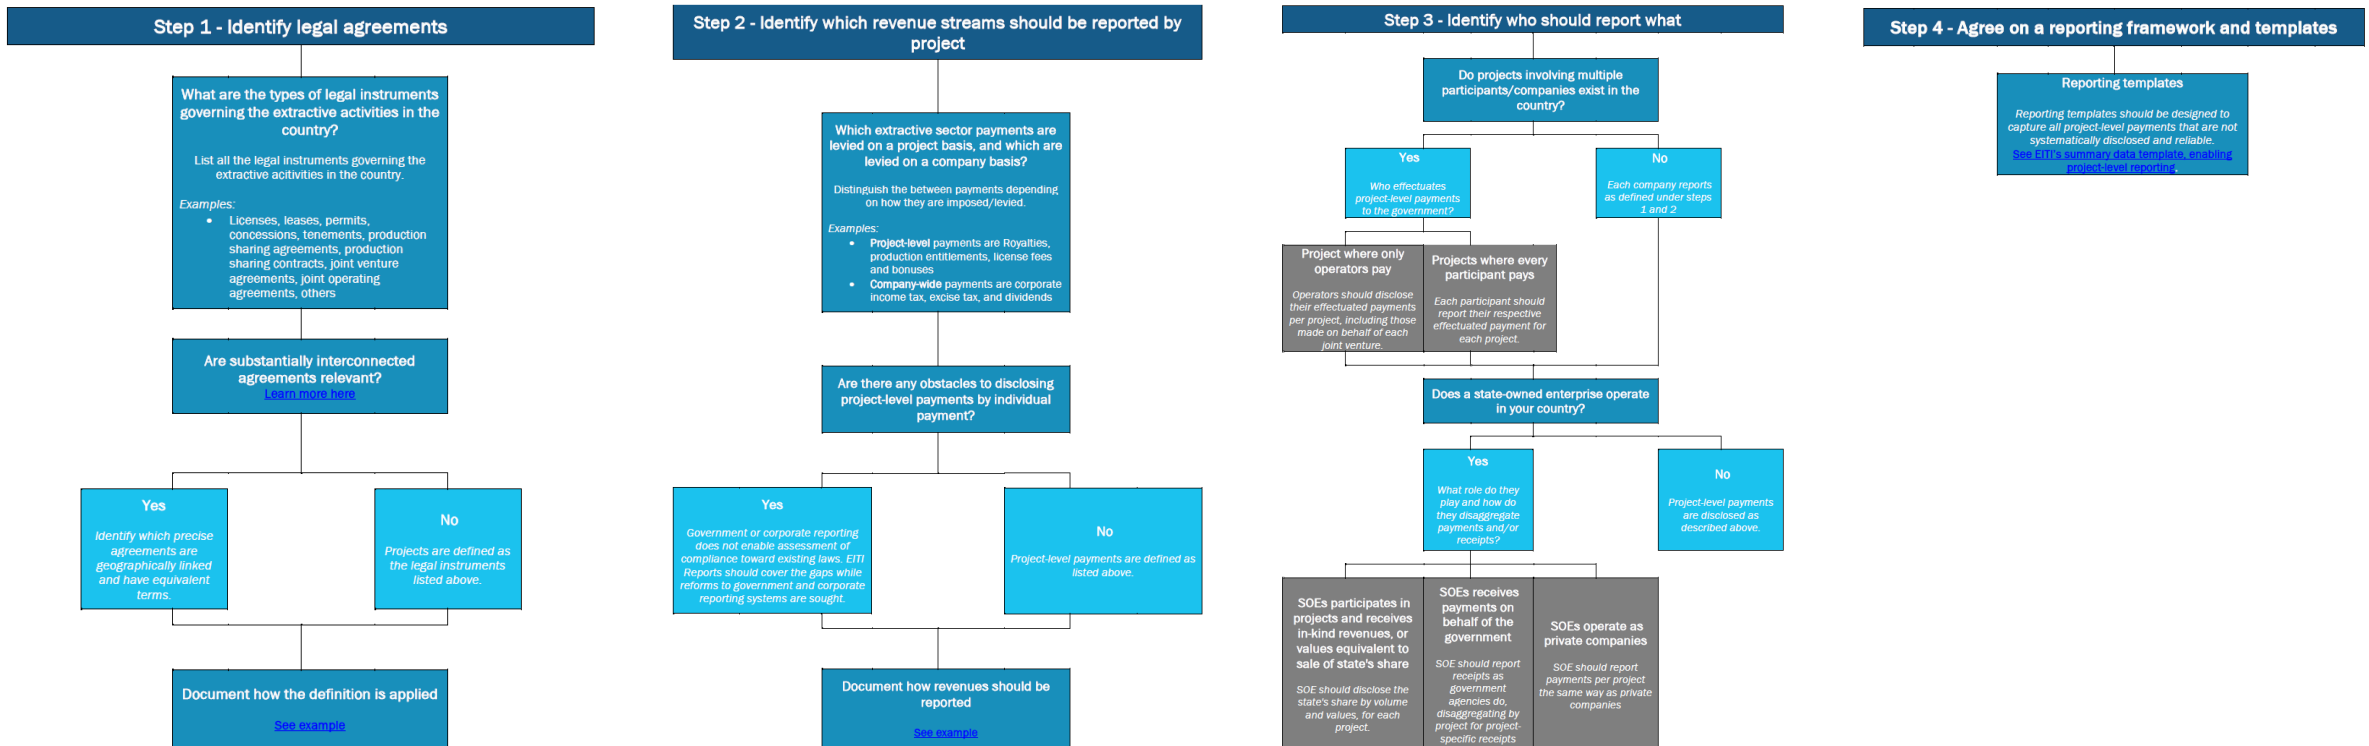 Step 1 - Identify legal agreements
What are the types of legal instruments
governing the extractive activities in the
country?
List all the legal instruments governing the
extractive acitivities in the country.
Examples:
• Licenses, leases, permits,
concessions, tenements, production
sharing agreements, production
sharing contracts, joint venture
agreements, joint operating
agreements, others
Are substantially interconnected
agreements relevant?
Learn more here
Yes
Identify which precise
agreements are
geographically linked
and have equivalent
terms.
No
Projects are defined as
the legal instruments
listed above.
Document how the definition is applied
See example
Step 2 - Identify which revenue streams should be reported by
project
Which extractive sector payments are
levied on a project basis, and which are
levied on a company basis?
Distinguish the between payments depending
on how they are imposed/levied.
Examples:
• Project-level payments are Royalties,
production entitlements, license fees
and bonuses
• Company-wide payments are corporate
income tax, excise tax, and dividends
Are there any obstacles to disclosing
project-level payments by individual
payment?
Yes
Government or corporate reporting
does not enable assessment of
compliance toward existing laws. EITI
Reports should cover the gaps while
reforms to government and corporate
reporting systems are sought.
No
Project-level payments are defined as
listed above.
Document how revenues should be
reported
See example
Step 3 - Identify who should report what
Do projects involving multiple
participants/companies exist in the
country?
Yes
Who effectuates
project-level payments
to the government?
No
Each company reports
as defined under steps
1 and 2
Project where only
operators pay
Operators should disclose
their effectuated payments
per project, including those
made on behalf of each
joint venture.
Projects where every
participant pays
Each participant should
report their respective
effectuated payment for
each project.
Does a state-owned enterprise operate
in your country?
Yes
What role do they
play and how do
they disaggregate
payments and/or
receipts?
No
Project-level payments
are disclosed as
described above.
SOEs participates in
projects and receives
in-kind revenues, or
values equivalent to
sale of state's share
SOE should disclose the
state's share by volume
and values, for each
project.
SOEs receives
payments on
behalf of the
government
SOE should report
receipts as
government
agencies do,
disaggregating by
project for project-
specific receipts
SOEs operate as
private companies
SOE should report
payments per project
the same way as private
companies
Step 4 - Agree on a reporting framework and templates
Reporting templates
Reporting templates should be designed to
capture all project-level payments that are not
systematically disclosed and reliable.
See EITI's summary data template, enabling
project-level reporting.